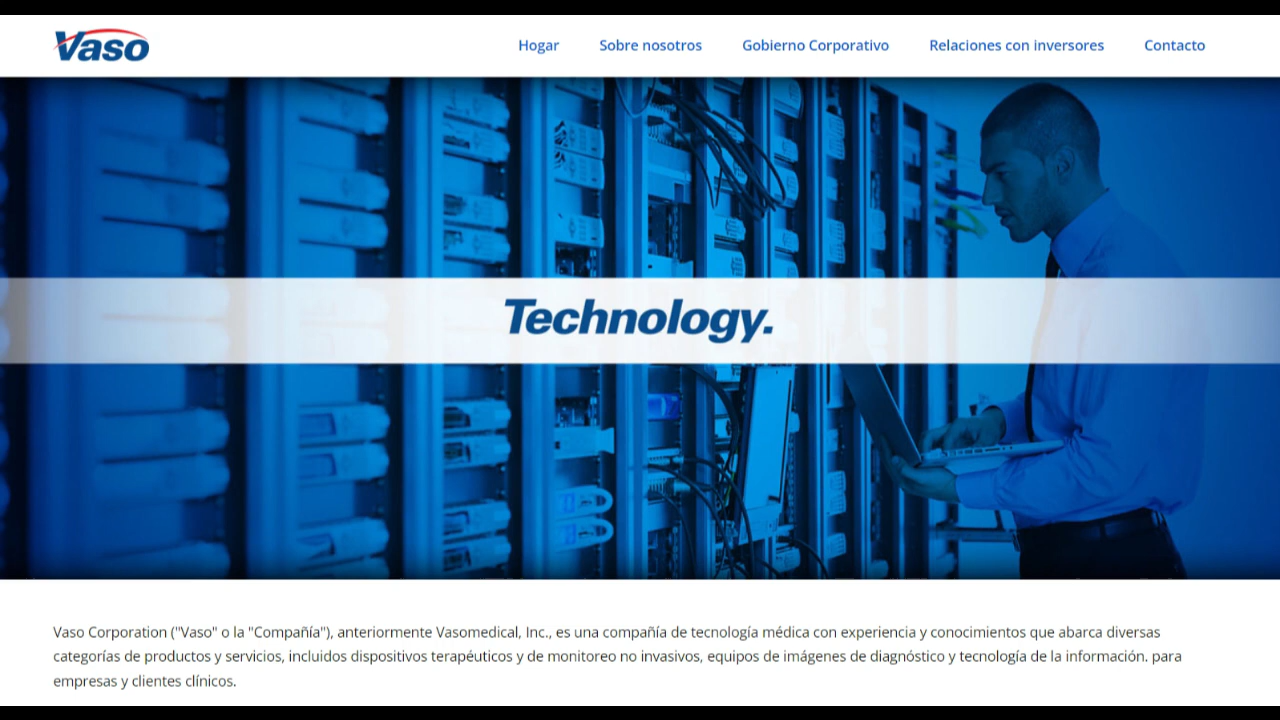 Vaso
Hogar Sobre nosotros Gobierno Corporativo Relaciones con inversores Contacto
Technology.
Vaso Corporation ("Vaso" o la "Compañía"), anteriormente Vasomedical, Inc., es una compañía de tecnología médica con experiencia y conocimientos que abarca diversas
categorías de productos y servicios, incluidos dispositivos terapéuticos y de monitoreo no invasivos, equipos de imágenes de diagnóstico y tecnología de la información. para
empresas y clientes clínicos.